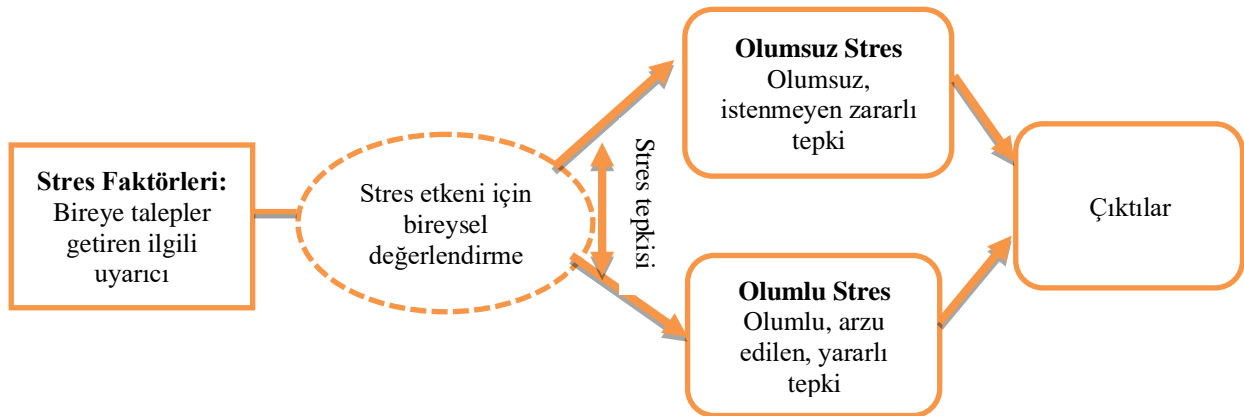 Stres Faktörleri:
Bireye talepler
getiren ilgili
uyarıcı
Stres etkeni için
bireysel
değerlendirme
Stres tepkisi
Olumsuz Stres
Olumsuz,
istenmeyen zararlı
tepki
Olumlu Stres
Olumlu, arzu
edilen, yararlı
tepki
Çıktılar